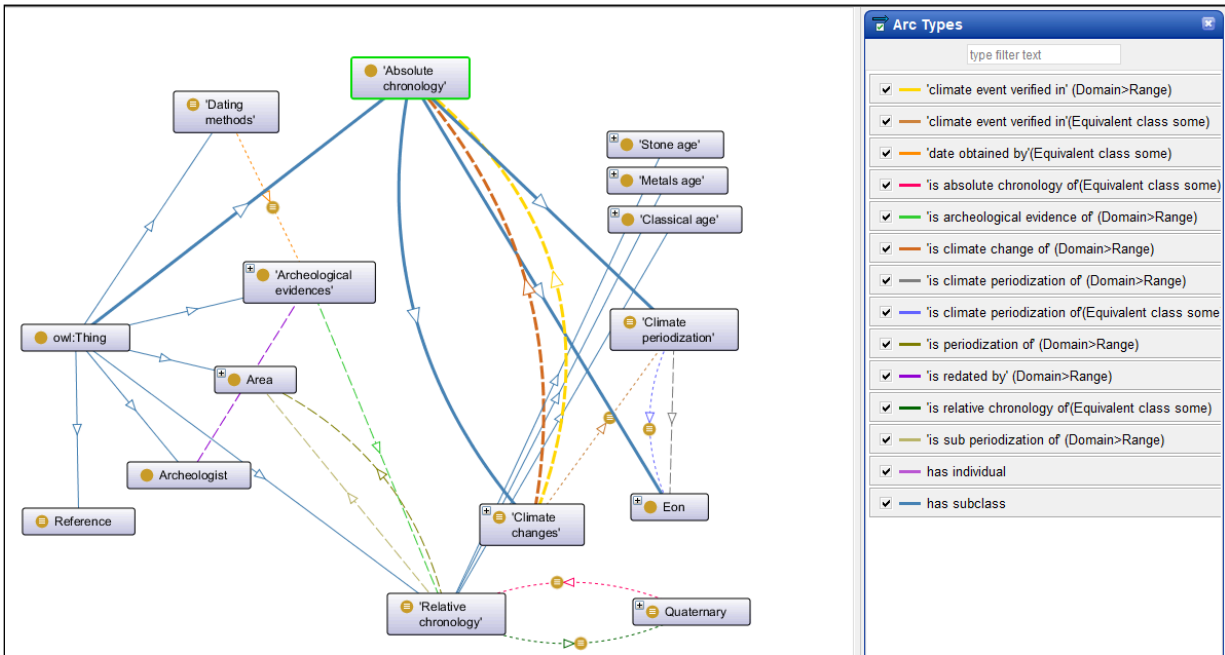 'Absolute
chronology'
'Dating
methods'
'Stone age'
'Metals age'
'Classical age'
'Archeological
evidences'
owl:Thing
'Climate
periodization'
Area
Archeologist
Reference
'Climate
changes'
Eon
'Relative
chronology'
Quaternary
Arc Types
type filter text
'climate event verified in' (Domain>Range)
'climate event verified in'(Equivalent class some)
'date obtained by'(Equivalent class some)
'is absolute chronology of'(Equivalent class some)
'is archeological evidence of' (Domain>Range)
'is climate change of' (Domain>Range)
'is climate periodization of' (Domain>Range)
'is climate periodization of'(Equivalent class some
'is periodization of' (Domain>Range)
'is redated by' (Domain>Range)
'is relative chronology of'(Equivalent class some)
'is sub periodization of' (Domain>Range)
has individual
has subclass